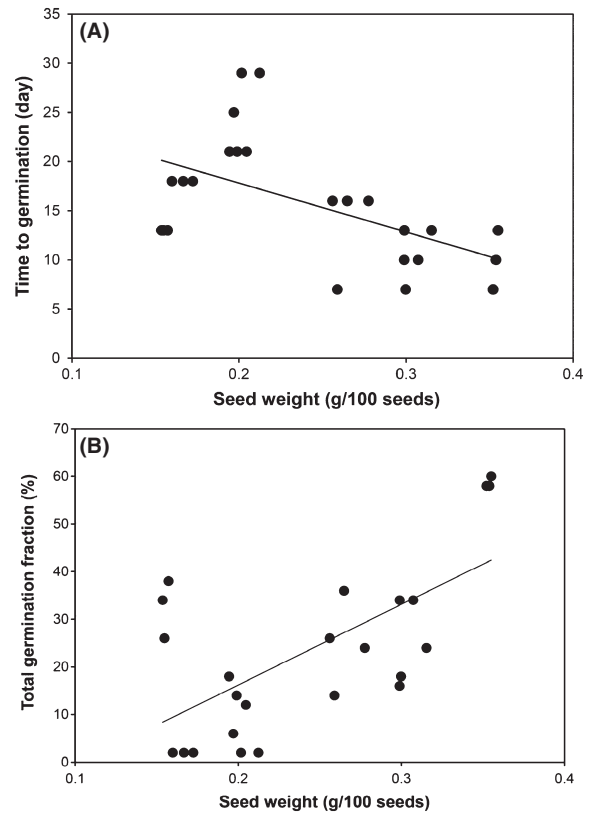 (A)
35
30
25
20
15
10
5
0
Time to germination (day)
0.1 0.2 0.3 0.4
Seed weight (g/100 seeds)
(B)
70
60
50
40
30
20
10
0
Total germination fraction (%)
0.1 0.2 0.3 0.4
Seed weight (g/100 seeds)